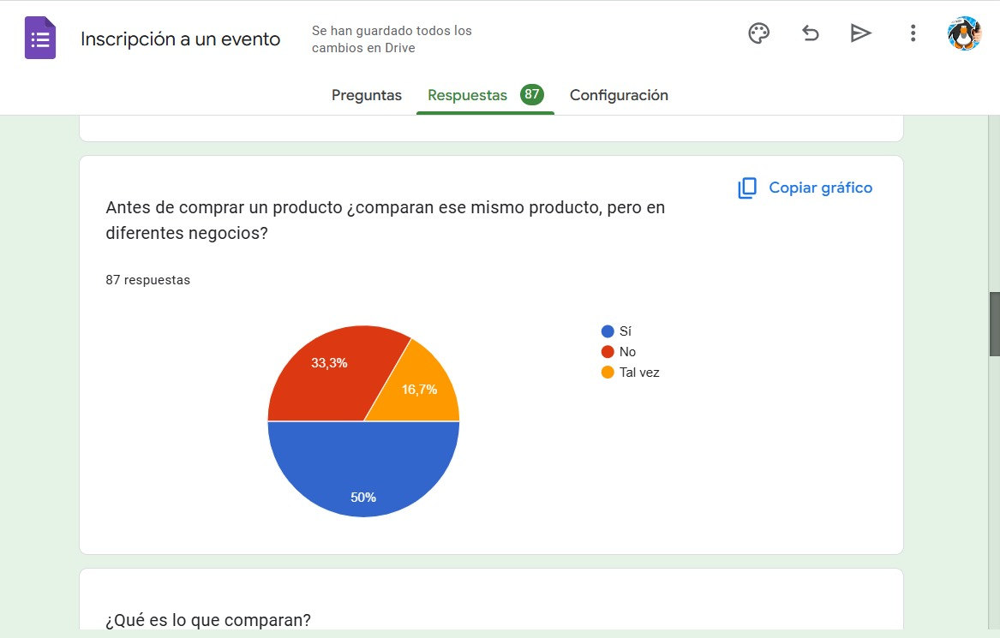 Inscripción a un evento
Se han guardado todos los
cambios en Drive
Preguntas
Respuestas 87
Configuración
Copiar gráfico
Antes de comprar un producto ¿comparan ese mismo producto, pero en
diferentes negocios?
87 respuestas
Sí
No
Tal vez
33,3%
16,7%
50%
¿Qué es lo que comparan?